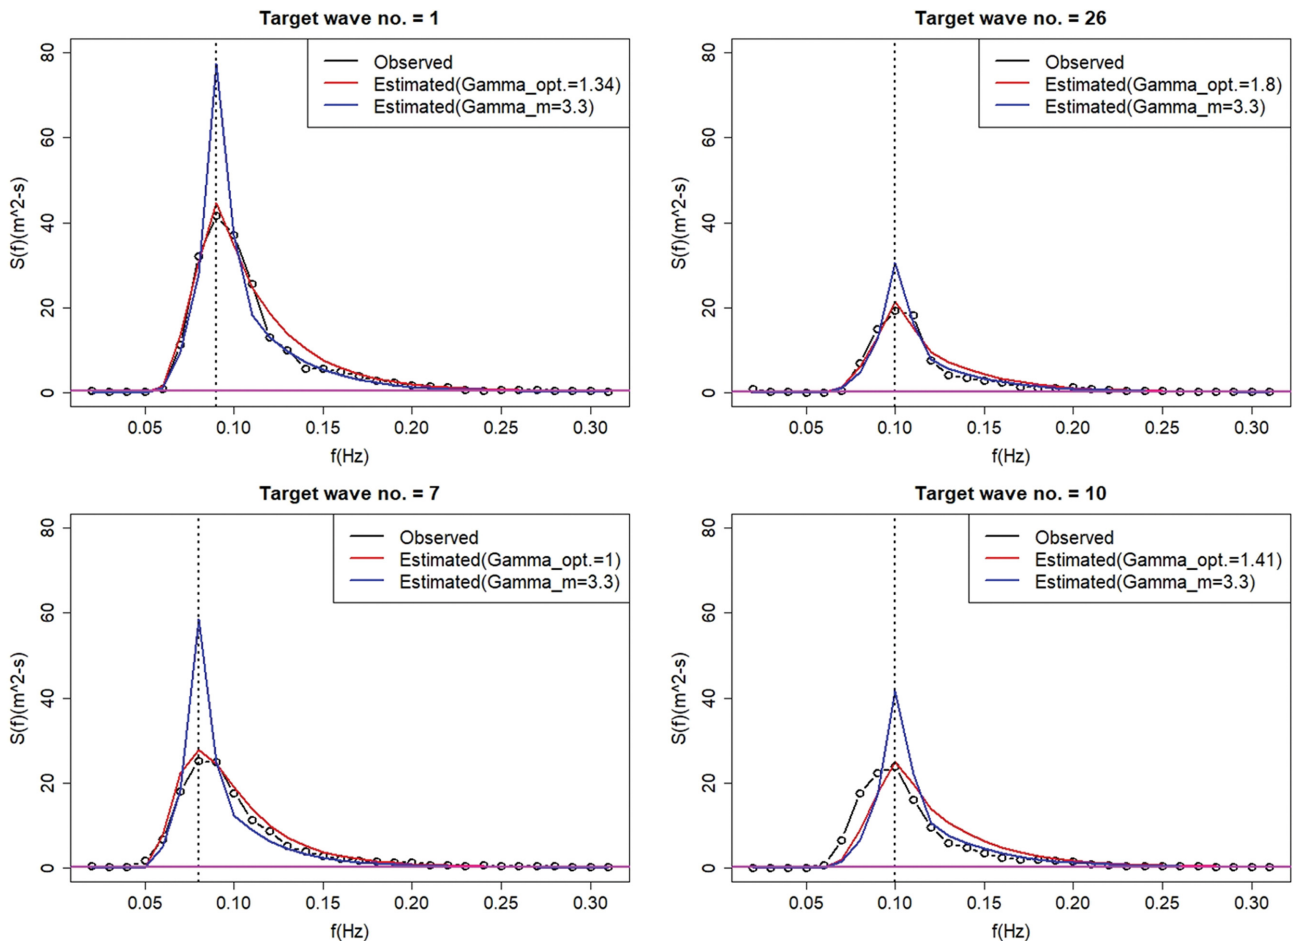 Target wave no. = 1
Observed
Estimated(Gamma_opt.=1.34)
Estimated(Gamma_m=3.3)
S(f)(m^2-s)
80
60
40
20
0
0.05 0.10 0.15 0.20 0.25 0.30
f(Hz)
Target wave no. = 26
Observed
Estimated(Gamma_opt.=1.8)
Estimated(Gamma_m=3.3)
S(f)(m^2-s)
80
60
40
20
0
0.05 0.10 0.15 0.20 0.25 0.30
f(Hz)
Target wave no. = 7
Observed
Estimated(Gamma_opt.=1)
Estimated(Gamma_m=3.3)
S(f)(m^2-s)
80
60
40
20
0
0.05 0.10 0.15 0.20 0.25 0.30
f(Hz)
Target wave no. = 10
Observed
Estimated(Gamma_opt.=1.41)
Estimated(Gamma_m=3.3)
S(f)(m^2-s)
80
60
40
20
0
0.05 0.10 0.15 0.20 0.25 0.30
f(Hz)